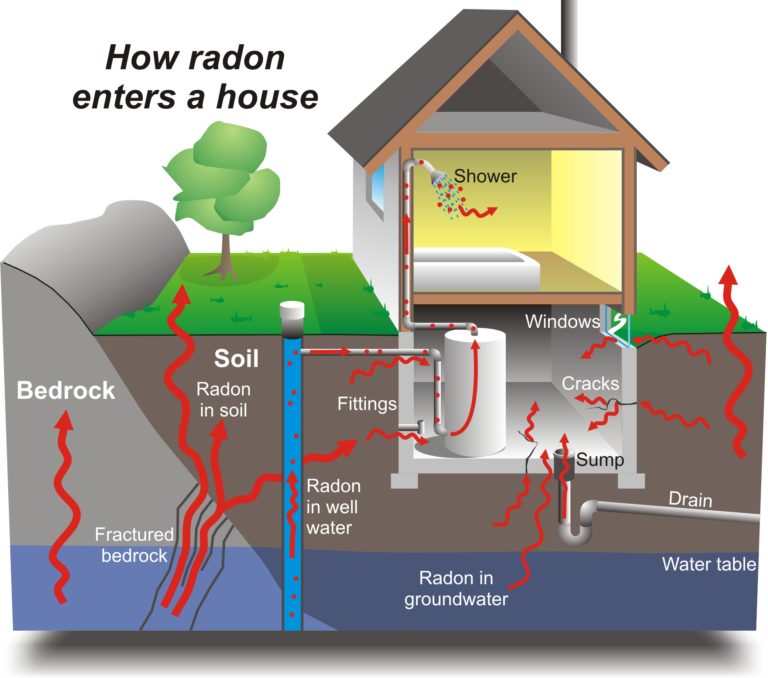 How radon
enters a house
Shower
Windows
Soil
Bedrock
Radon
in soil
Cracks
Fittings
Sump
Radon
in well
water
Drain
Fractured
bedrock
Water table
Radon in
groundwater